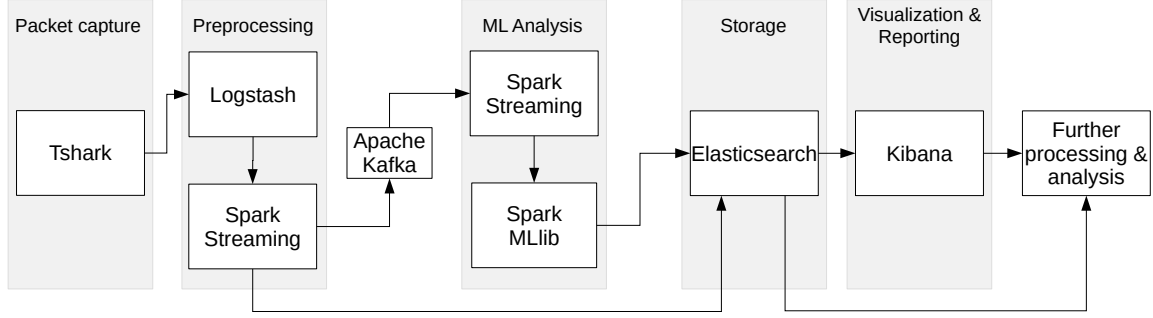 Packet capture
Preprocessing
ML Analysis
Storage
Visualization &
Reporting
Tshark
Logstash
Spark
Streaming
Apache
Kafka
Spark
Streaming
Spark
MLlib
Elasticsearch
Kibana
Further
processing &
analysis